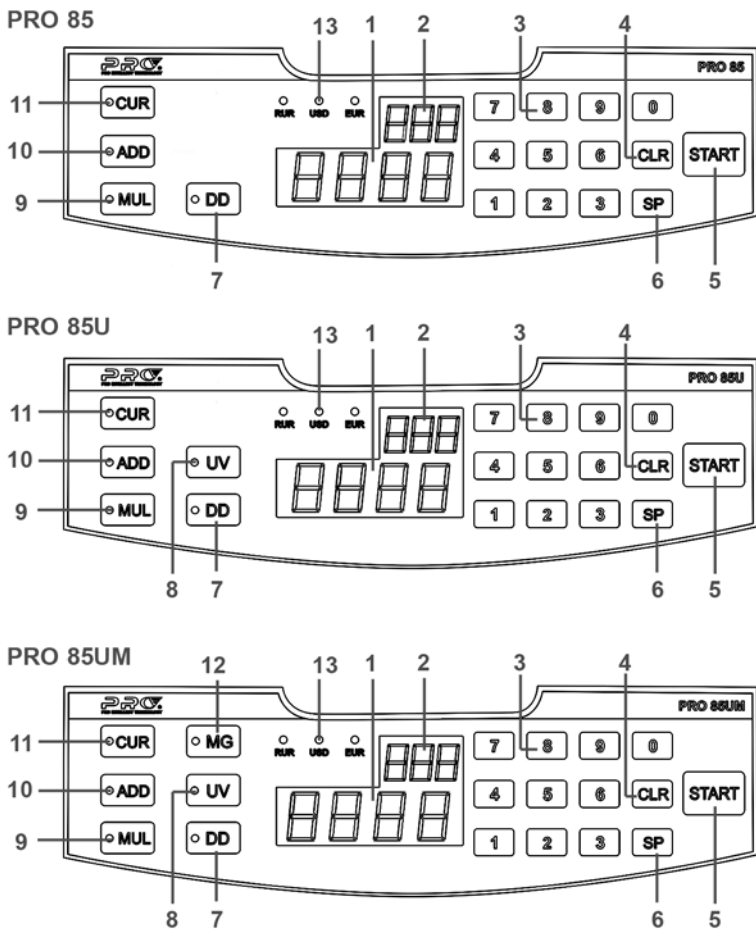 PRO 85
13 1 2 3 4
PRO. PRO 85
11 CUR RUR USD EUR 7 8 9 0
10 ADD 4 5 6 CLR START
9 MUL DD 1 2 3 SP
7 6 5
PRO 85U
13 1 2 3 4
PRO. PRO 85U
11 CUR RUR USD EUR 7 8 9 0
10 ADD UV 4 5 6 CLR START
9 MUL DD 1 2 3 SP
8 7 6 5
PRO 85UM
12 13 1 2 3 4
PRO. PRO 85UM
11 CUR MG RUR USD EUR 7 8 9 0
10 ADD UV 4 5 6 CLR START
9 MUL DD 1 2 3 SP
8 7 6 5